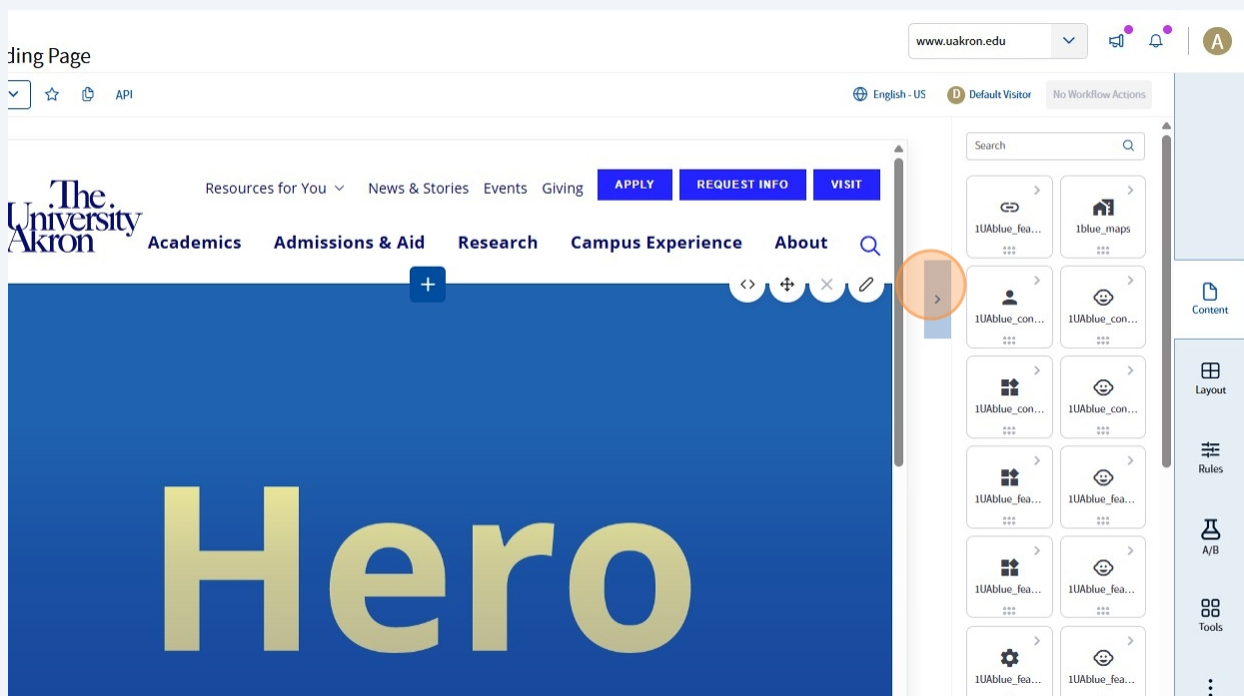 www.uakron.edu
A
ding Page
API
English - US
D Default Visitor
No Workflow Actions
Search
The
University
Akron
Resources for You
News & Stories
Events
Giving
APPLY
REQUEST INFO
VISIT
Academics
Admissions & Aid
Research
Campus Experience
About
Hero
1UAblue_fea...
1blue_maps
1UAblue_con...
1UAblue_con...
1UAblue_con...
1UAblue_con...
1UAblue_fea...
1UAblue_fea...
1UAblue_fea...
1UAblue_fea...
1UAblue_fea...
1UAblue_fea...
Content
Layout
Rules
A/B
Tools